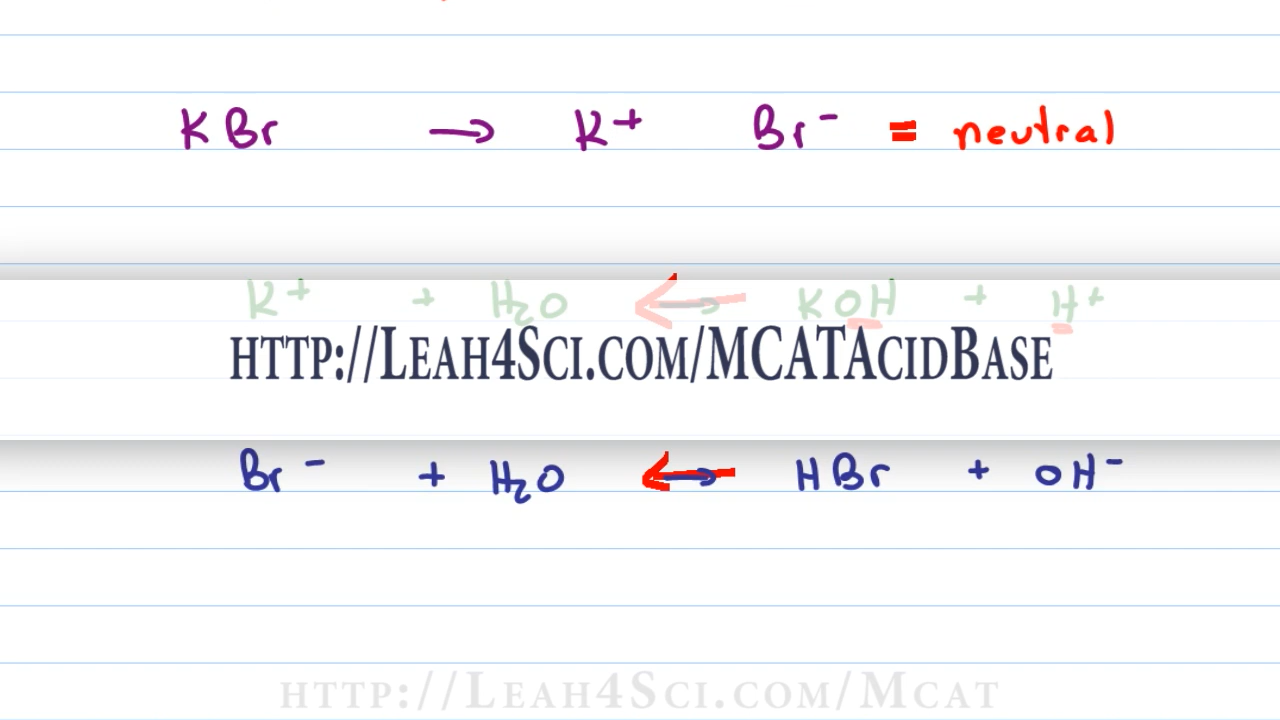 KBr → K⁺ Br⁻ = neutral
K⁺ + H₂O ⟷ KOH + H⁺
HTTP://LEAH4SCI.COM/MCATACIDBASE
Br⁻ + H₂O ⟷ HBr + OH⁻
HTTP://LEAH4SCI.COM/MCAT